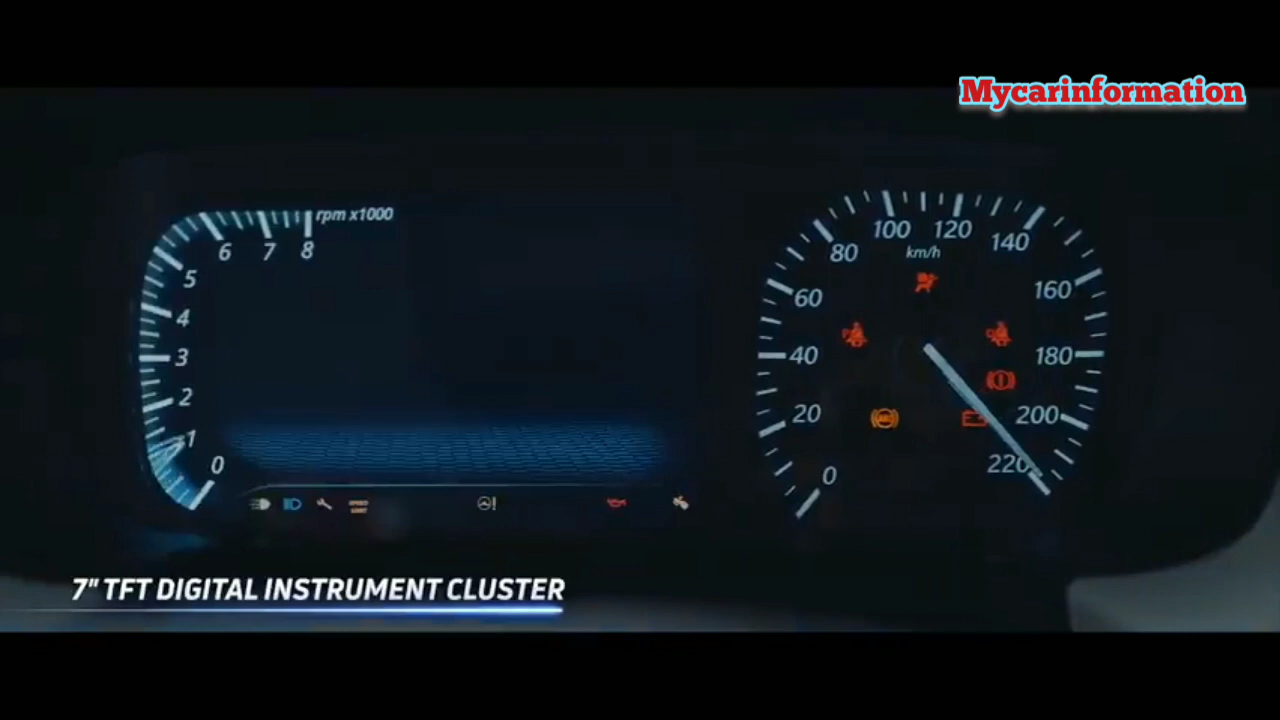 Mycarinformation
rpm x1000
6 7 8
5
4
3
2
1
0
100 120
80 140
km/h
60 160
40 180
20 200
0 220
ABS
7" TFT DIGITAL INSTRUMENT CLUSTER